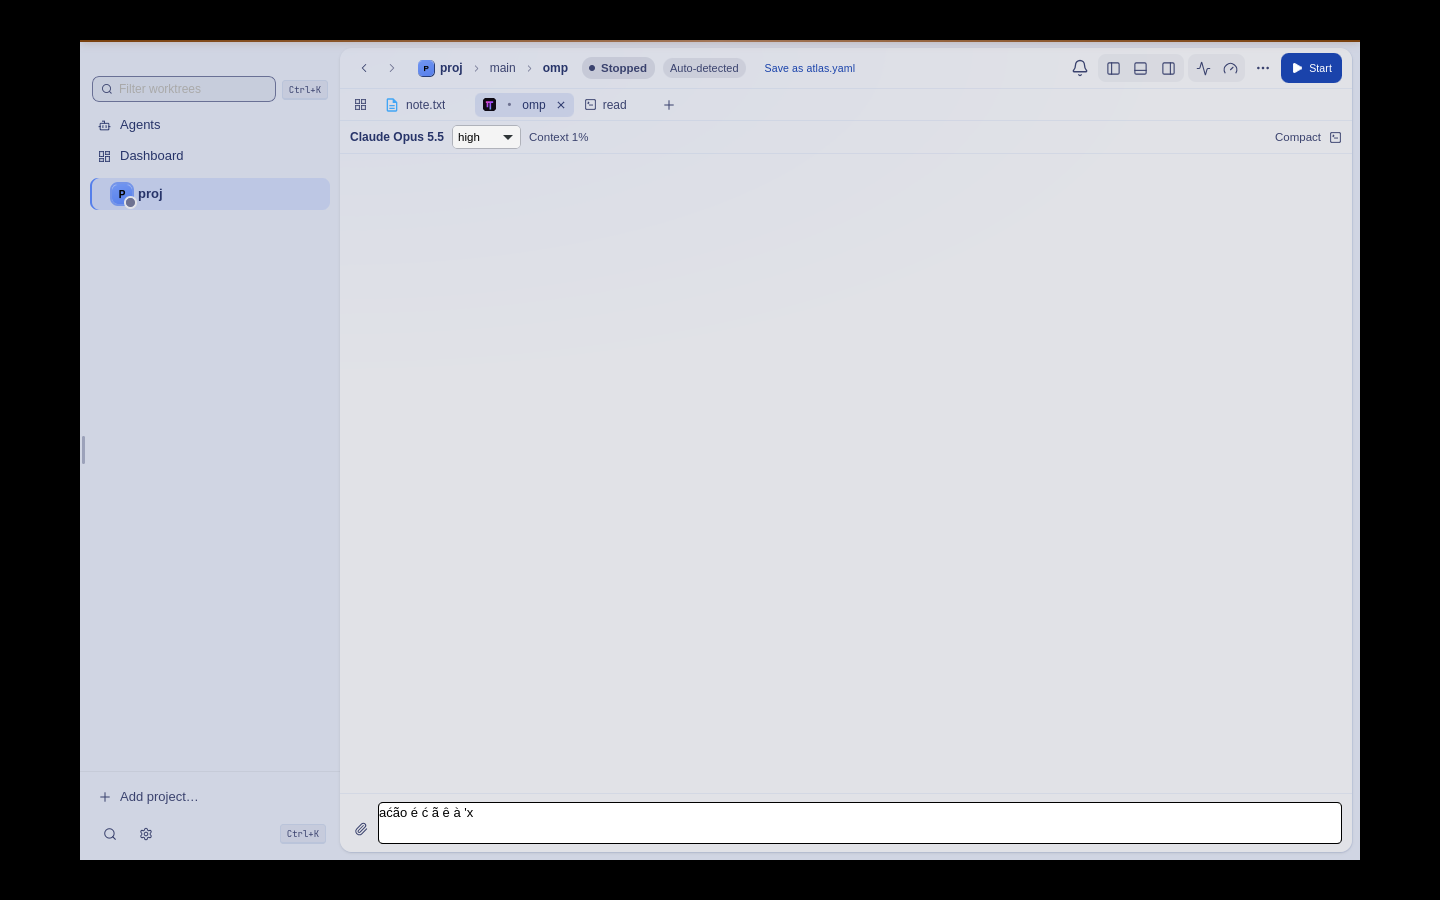 proj
main
omp
Stopped
Auto-detected
Save as atlas.yaml
Start
Filter worktrees
Ctrl+K
Agents
Dashboard
P
proj
note.txt
omp
read
Claude Opus 5.5
high
Context 1%
Compact
Add project…
Ctrl+K
aćão é ć ã ê à 'x